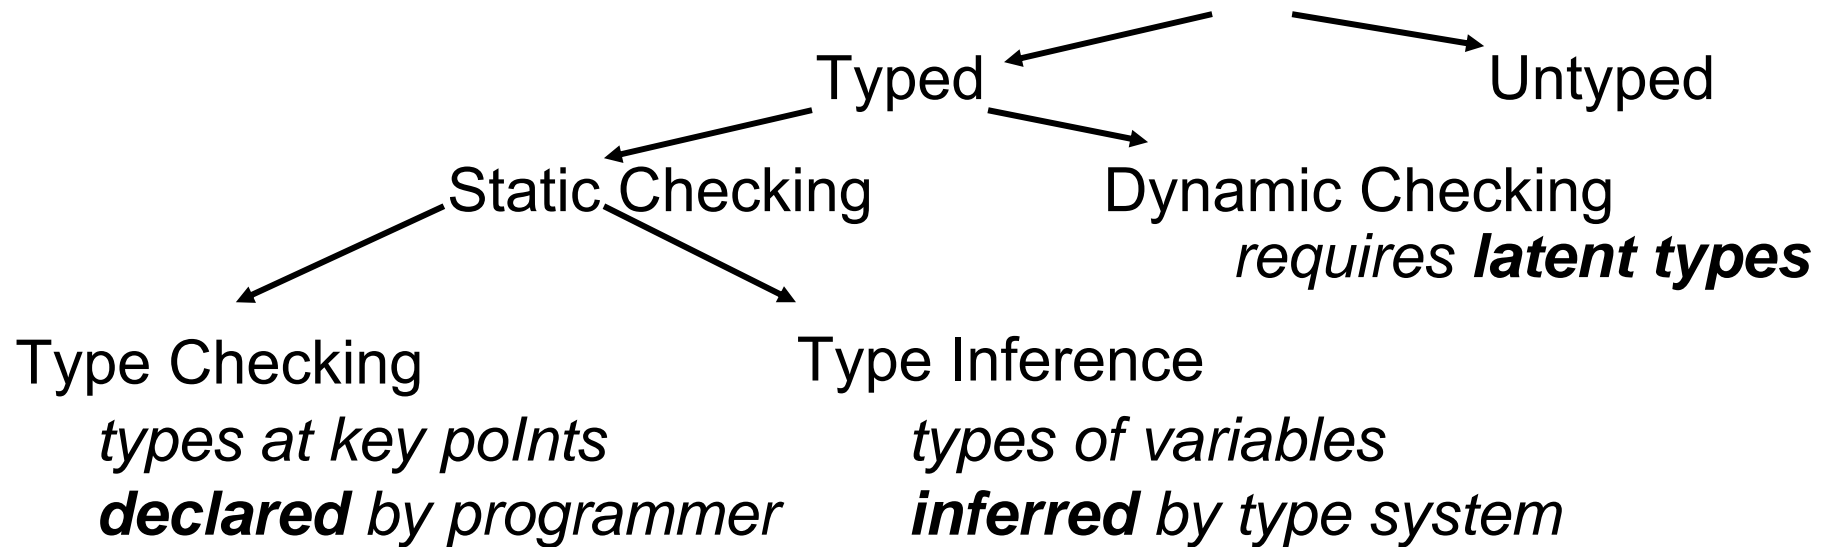 Typed
Untyped
Static Checking
Dynamic Checking
requires latent types
Type Checking
types at key poInts
declared by programmer
Type Inference
types of variables
inferred by type system